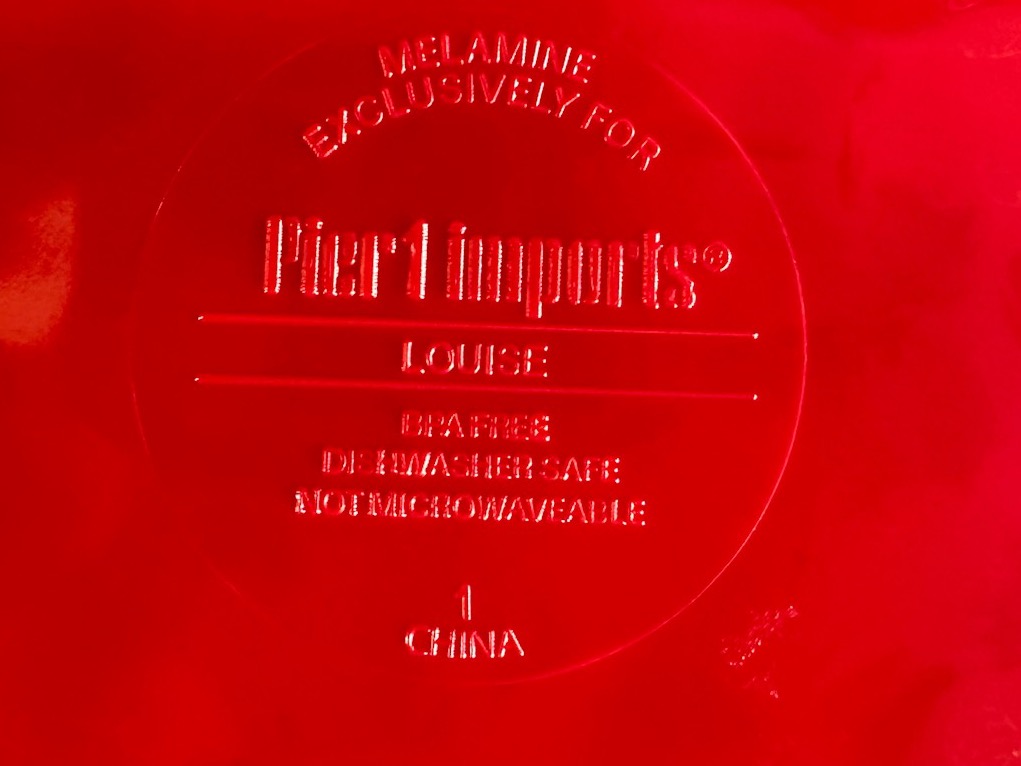 MELAMINE
EXCLUSIVELY FOR
Pier 1 imports®
LOUISE
BPA FREE
DISHWASHER SAFE
NOT MICROWAVEABLE
1
CHINA